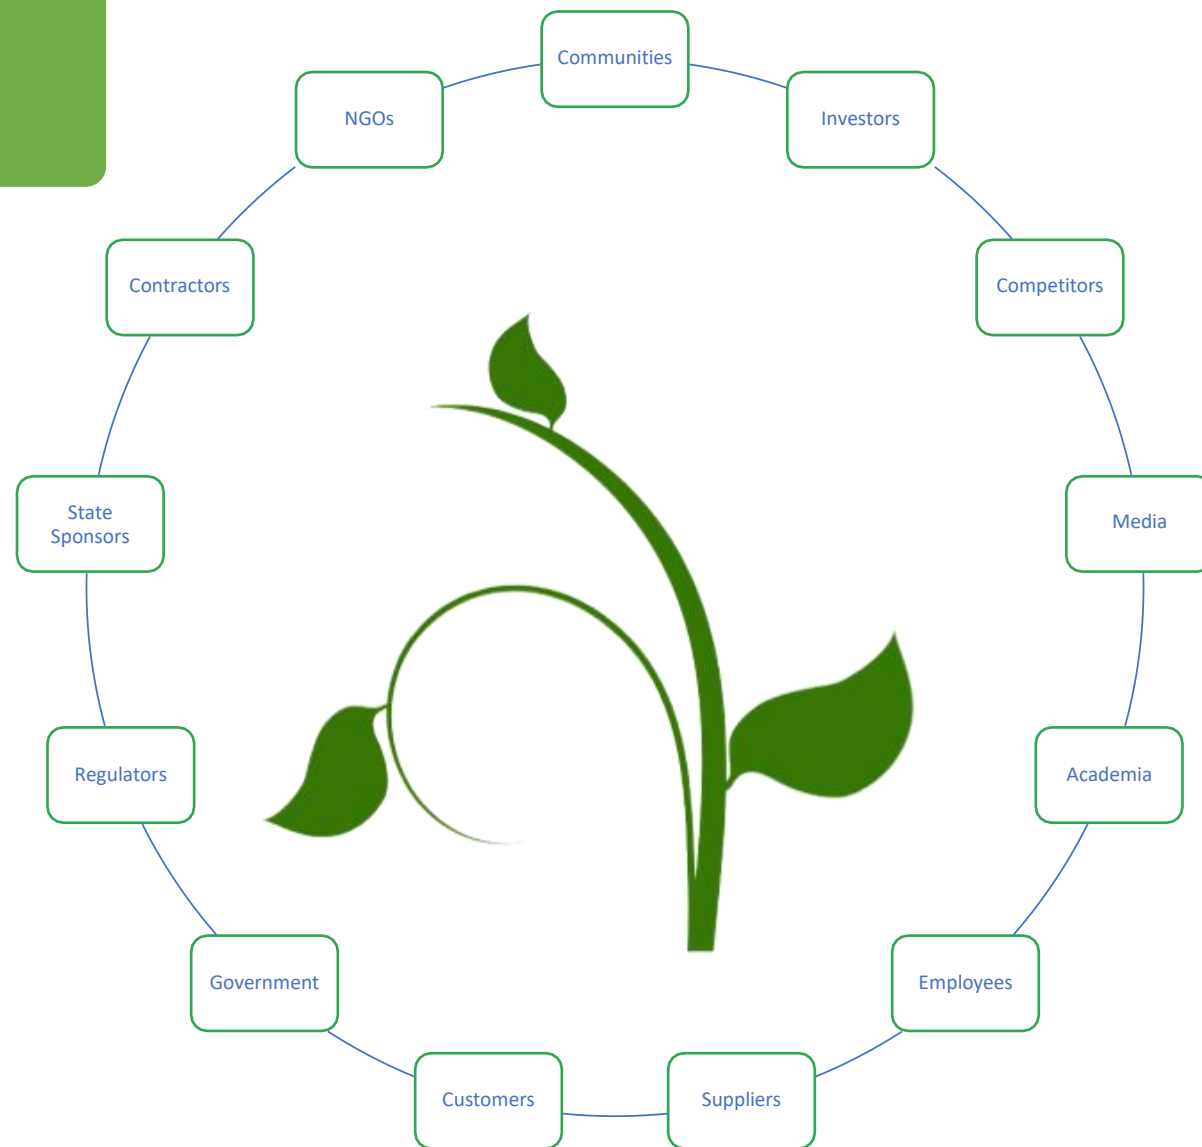 Communities
Investors
Competitors
Media
Academia
Employees
Suppliers
Customers
Government
Regulators
State
Sponsors
Contractors
NGOs